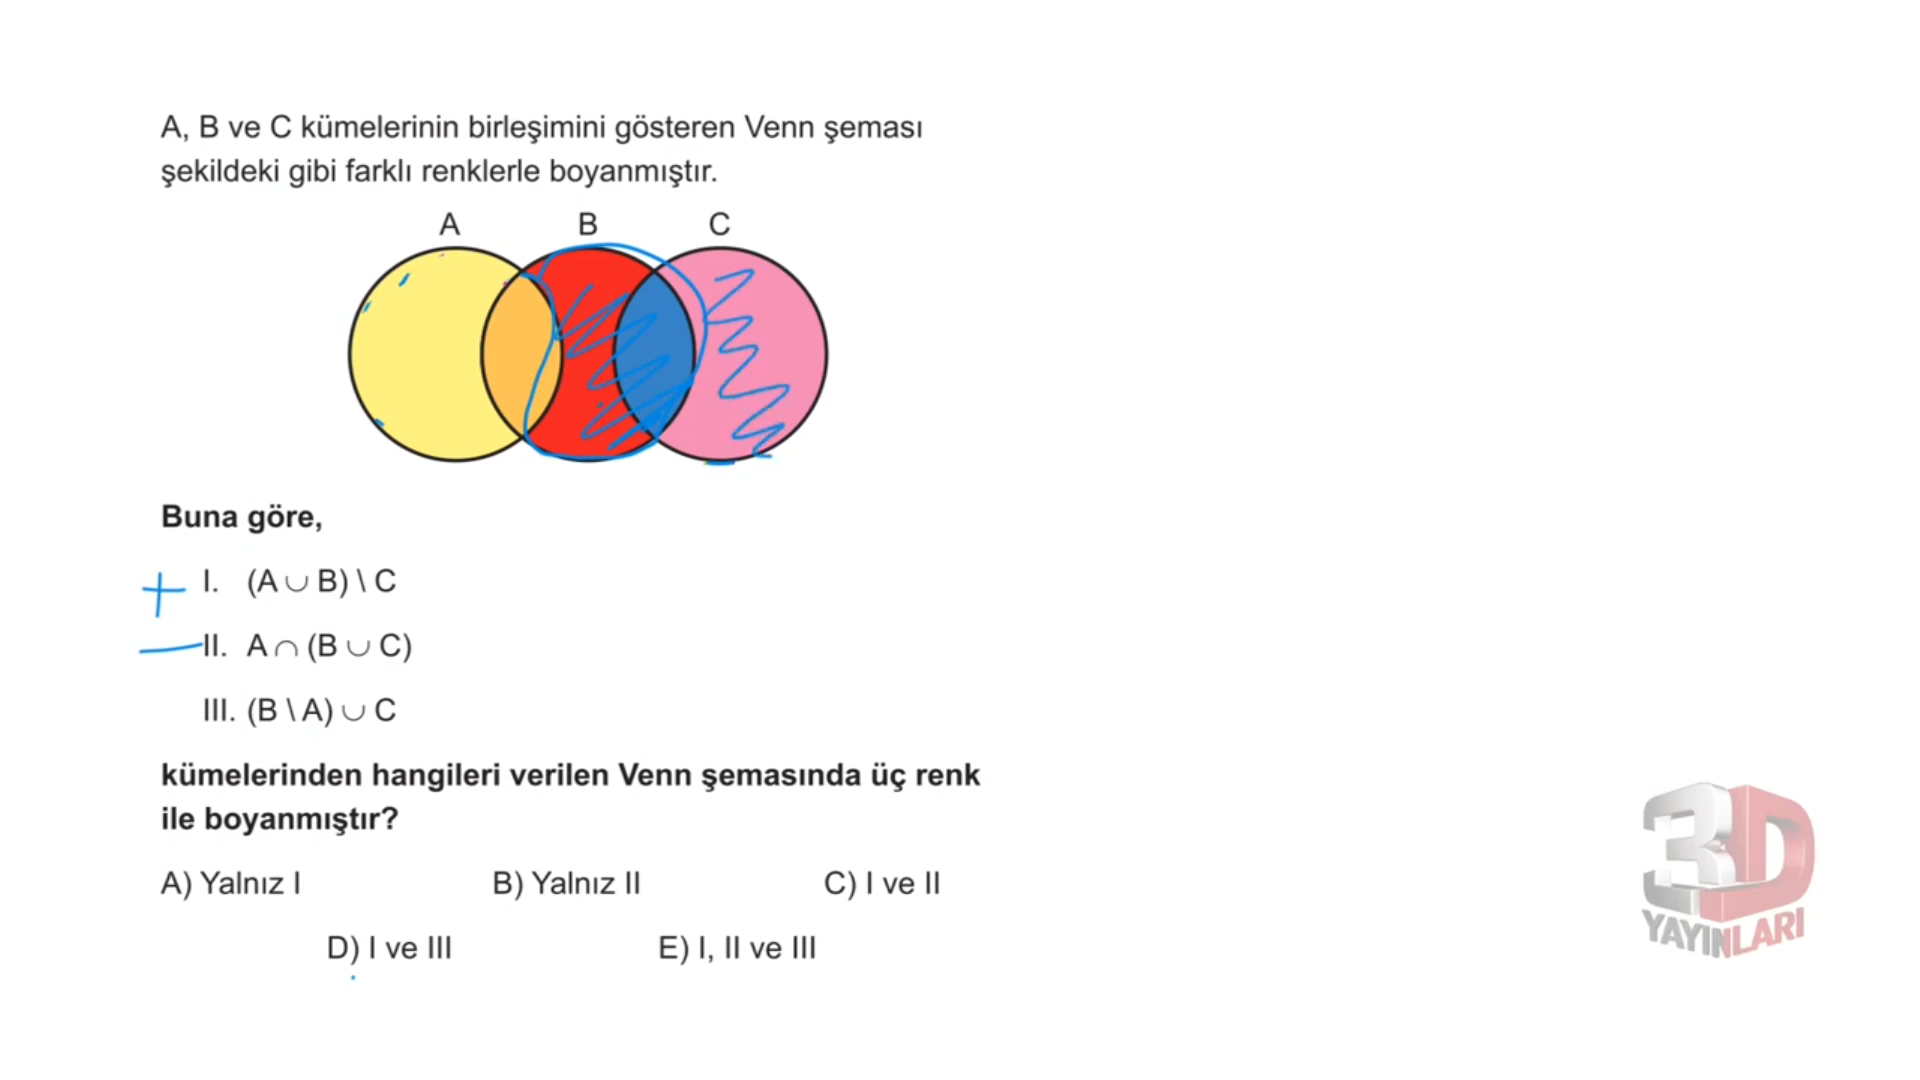 A, B ve C kümelerinin birleşimini gösteren Venn şeması
şekildeki gibi farklı renklerle boyanmıştır.
A B C
Buna göre,
I. (A ∪ B) \ C
II. A ∩ (B ∪ C)
III. (B \ A) ∪ C
kümelerinden hangileri verilen Venn şemasında üç renk
ile boyanmıştır?
A) Yalnız I B) Yalnız II C) I ve II
D) I ve III E) I, II ve III
3D
YAYINLARI